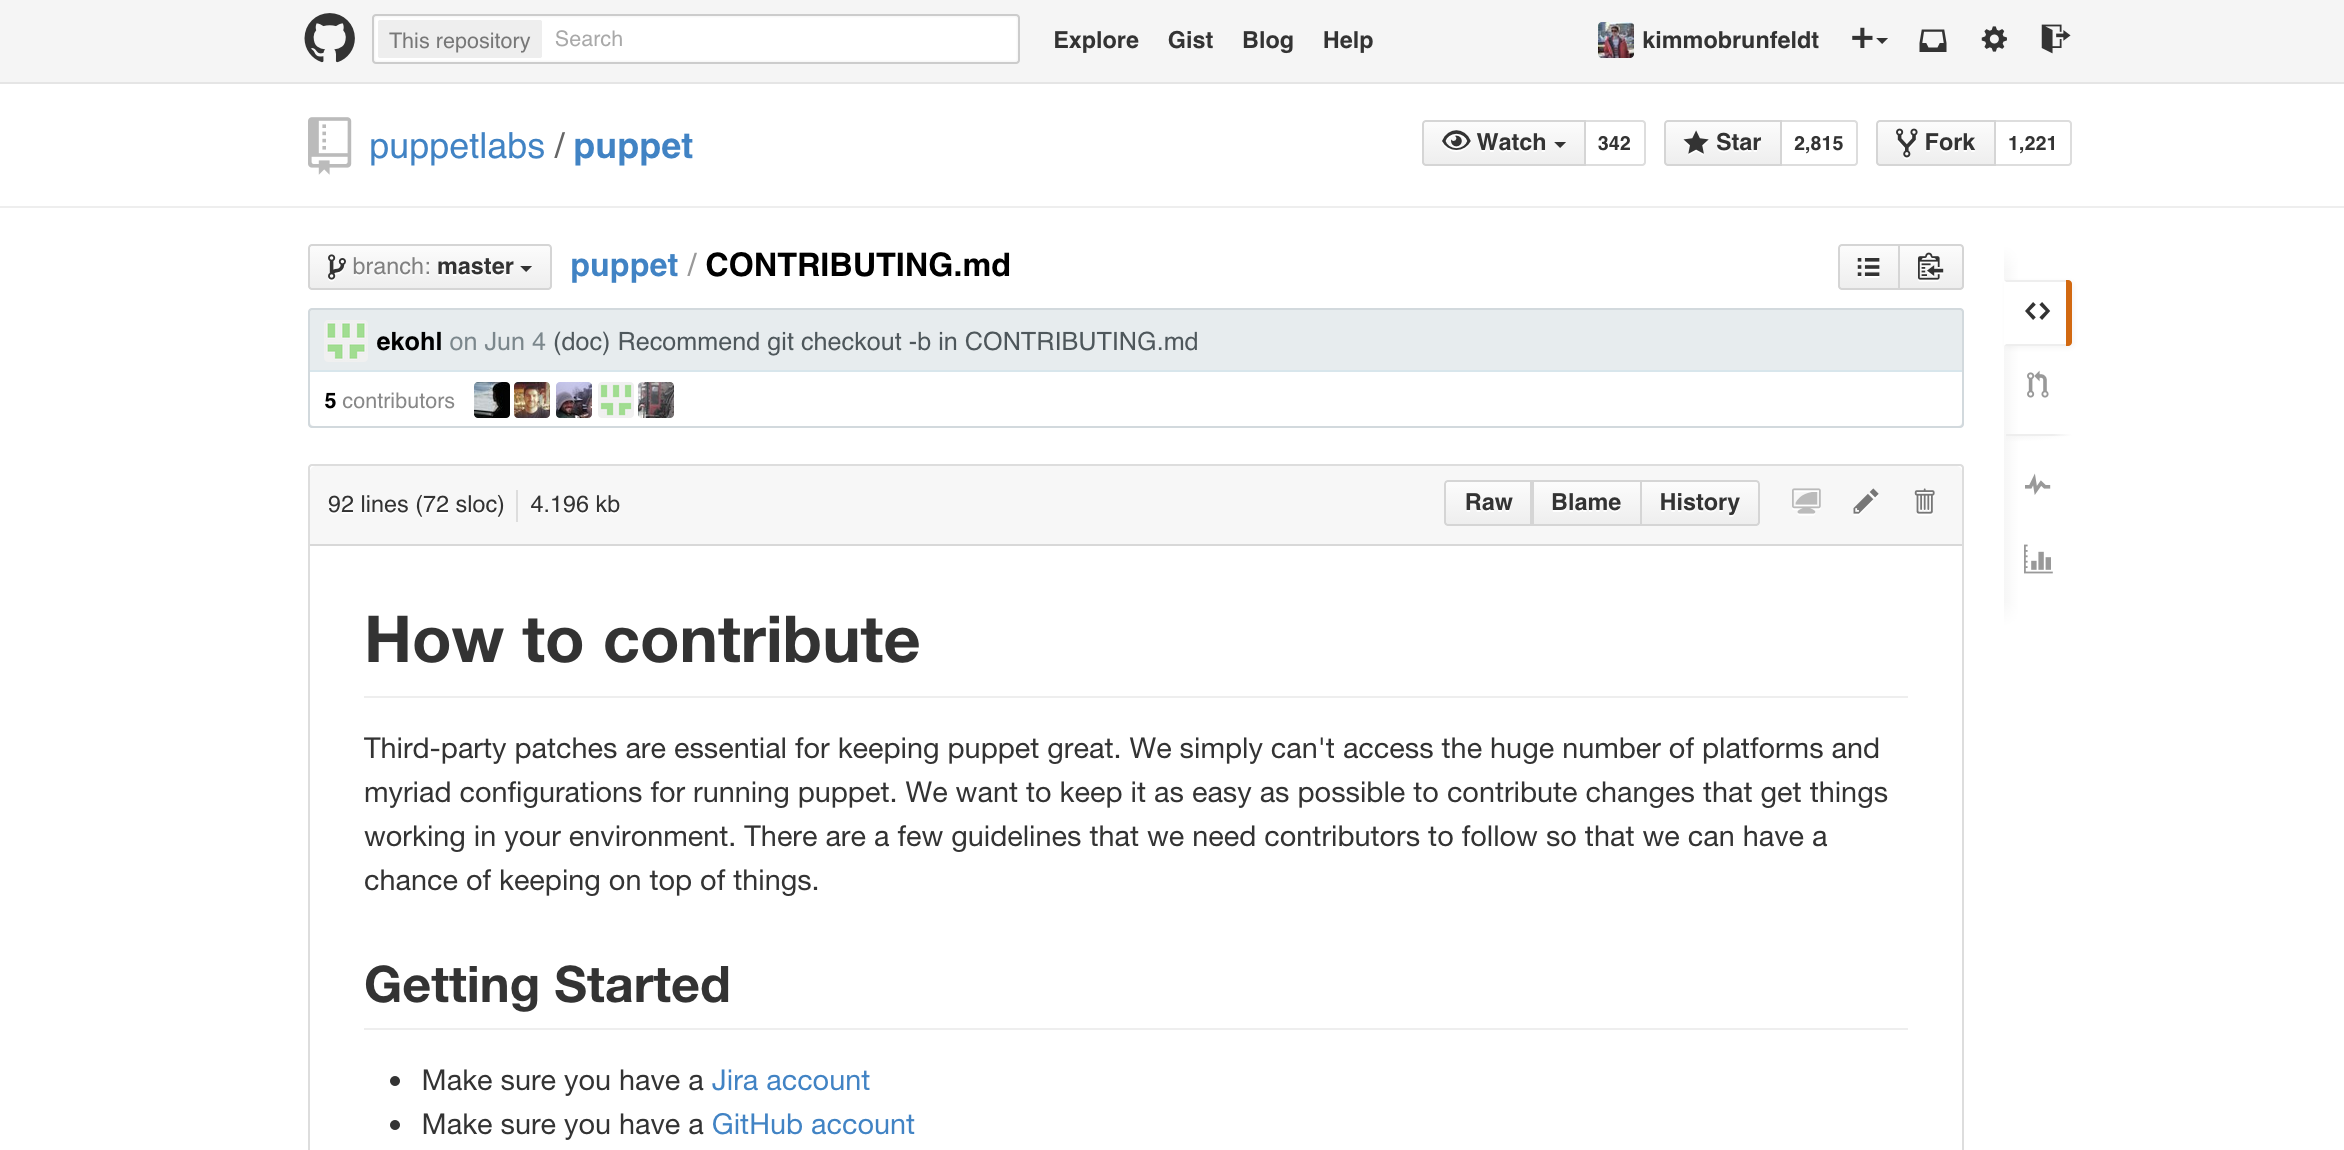 This repository Search Explore Gist Blog Help kimmobrunfeldt
puppetlabs / puppet Watch 342 Star 2,815 Fork 1,221
branch: master puppet / CONTRIBUTING.md
ekohl on Jun 4 (doc) Recommend git checkout -b in CONTRIBUTING.md
5 contributors
92 lines (72 sloc) 4.196 kb Raw Blame History
How to contribute
Third-party patches are essential for keeping puppet great. We simply can't access the huge number of platforms and
myriad configurations for running puppet. We want to keep it as easy as possible to contribute changes that get things
working in your environment. There are a few guidelines that we need contributors to follow so that we can have a
chance of keeping on top of things.
Getting Started
• Make sure you have a Jira account
• Make sure you have a GitHub account